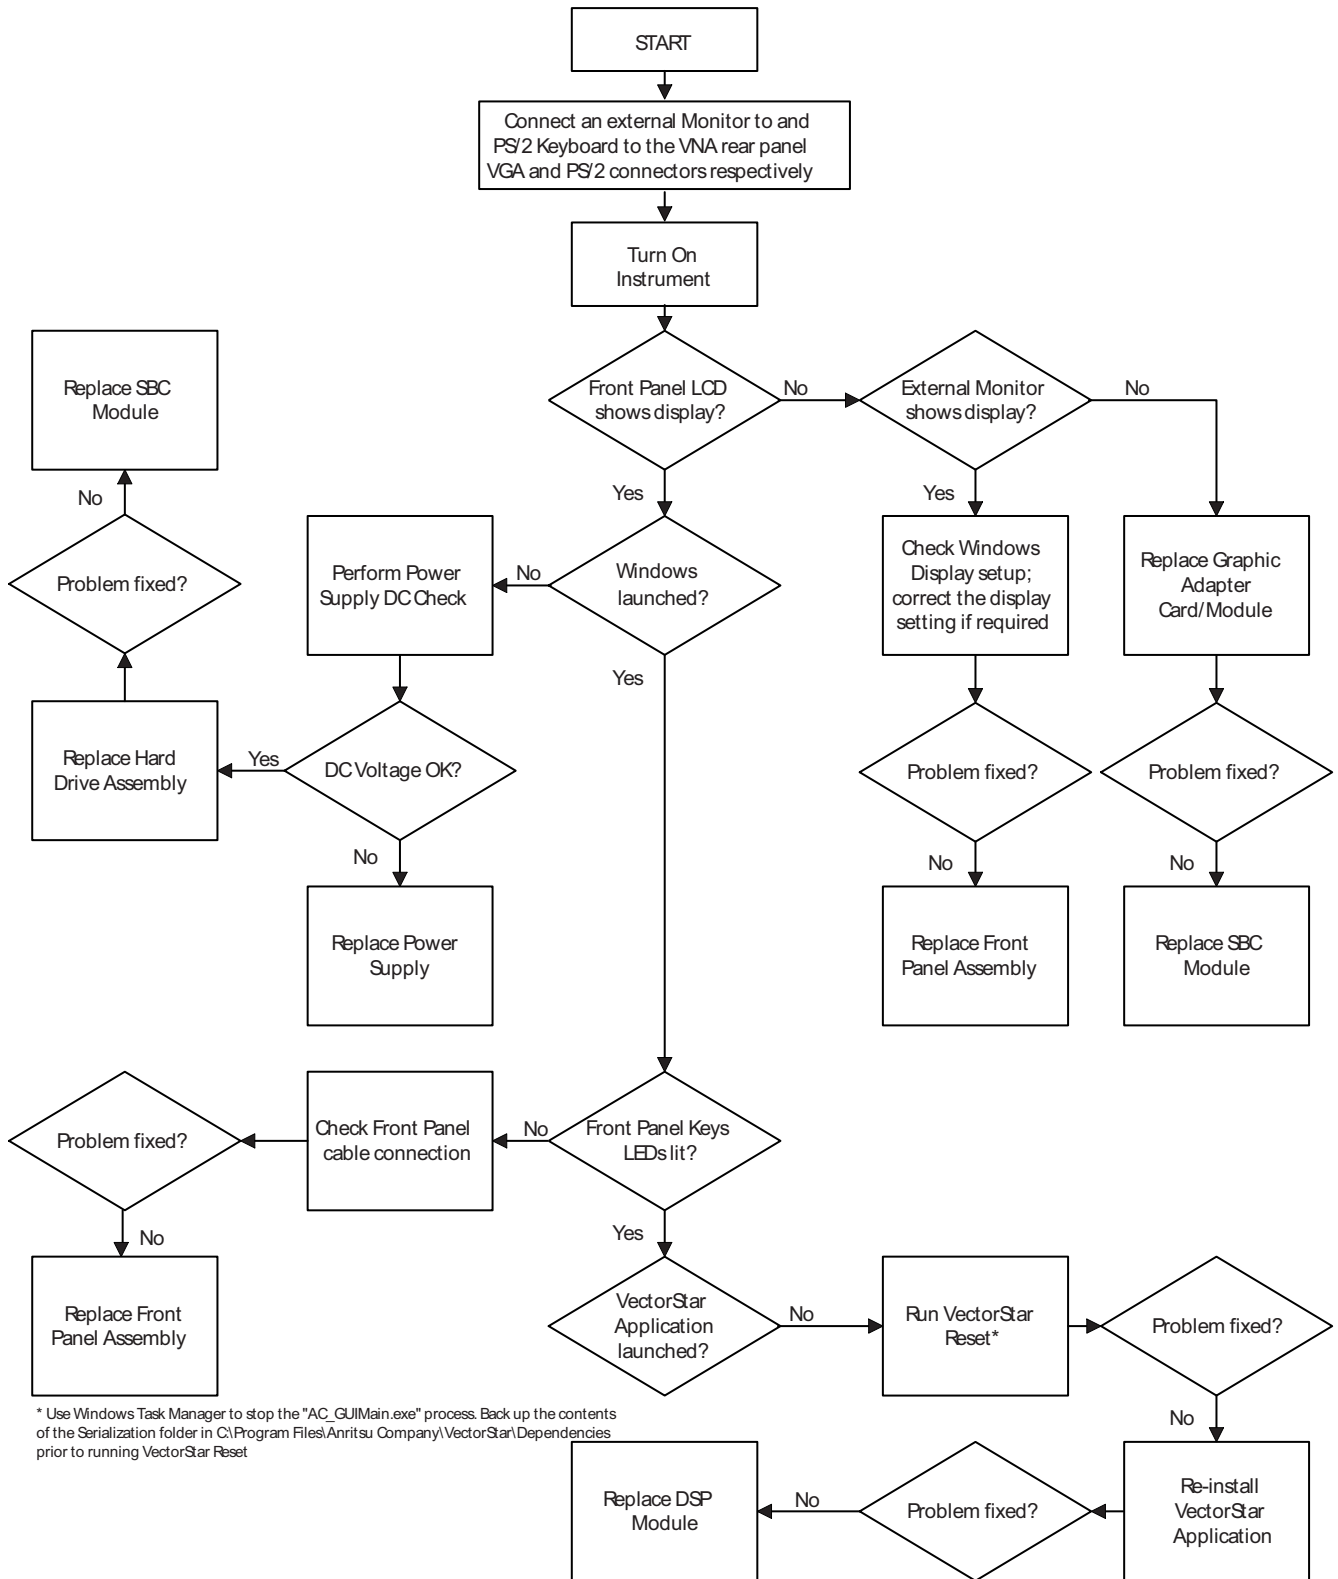 START
Connect an external Monitor to and
PS/2 Keyboard to the VNA rear panel
VGA and PS/2 connectors respectively
Turn On
Instrument
Front Panel LCD
shows display?
No
External Monitor
shows display?
No
Replace SBC
Module
Yes
Yes
No
Problem fixed?
Perform Power
Supply DC Check
No
Windows
launched?
Check Windows
Display setup;
correct the display
setting if required
Replace Graphic
Adapter
Card/Module
Yes
Replace Hard
Drive Assembly
Yes
DC Voltage OK?
Problem fixed?
Problem fixed?
No
No
No
Replace Power
Supply
Replace Front
Panel Assembly
Replace SBC
Module
Problem fixed?
Check Front Panel
cable connection
No
Front Panel Keys
LEDs lit?
No
Yes
Replace Front
Panel Assembly
VectorStar
Application
launched?
No
Run VectorStar
Reset*
Problem fixed?
No
* Use Windows Task Manager to stop the "AC_GUIMain.exe" process. Back up the contents
of the Serialization folder in C:\Program Files\Anritsu Company\VectorStar\Dependencies
prior to running VectorStar Reset
Replace DSP
Module
No
Problem fixed?
Re-install
VectorStar
Application